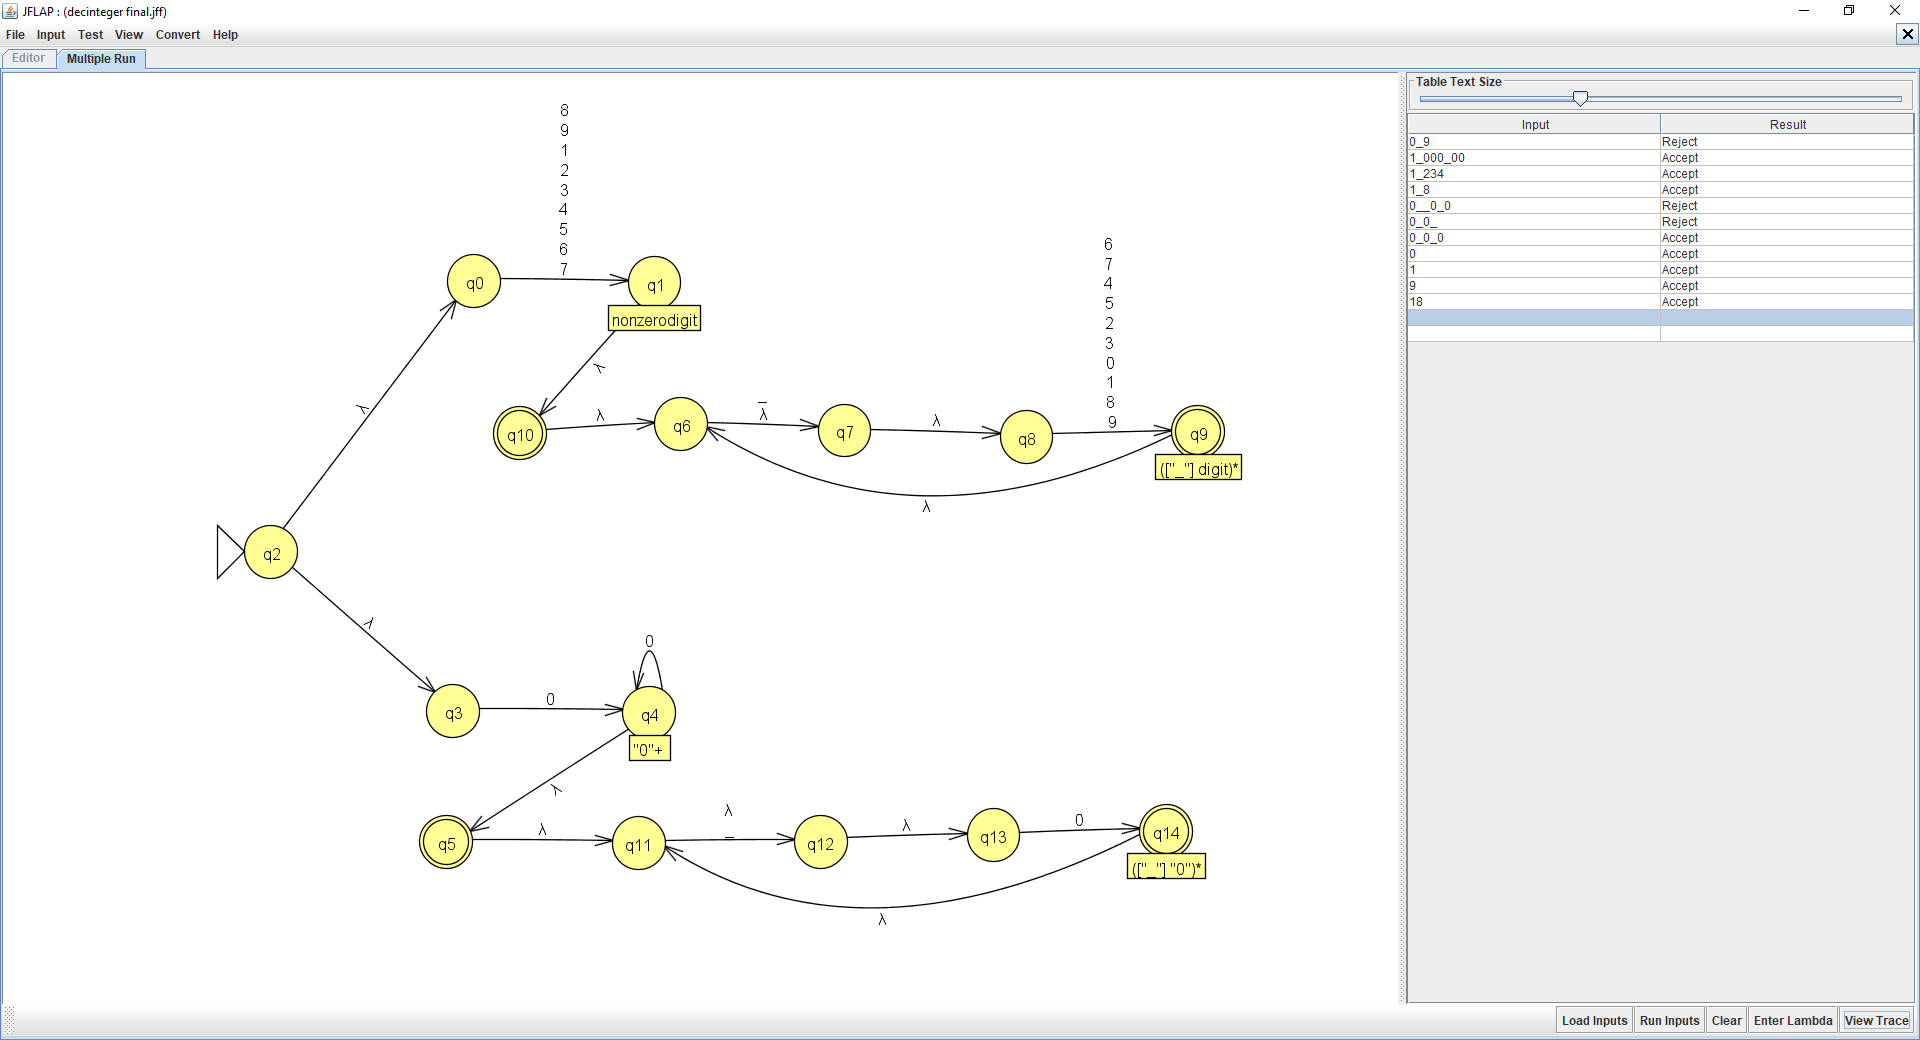 JFLAP : (decinteger final.jff)
File Input Test View Convert Help
Editor Multiple Run
8
9
1
2
3
4
5
6
7
q0
q1
nonzerodigit
λ
λ
6
7
4
5
2
3
0
1
8
9
q10
λ
q6
_
λ
q7
λ
q8
q9
(["_"] digit)*
λ
q2
λ
0
q3
0
q4
"0"+
λ
q5
λ
q11
λ
_
q12
λ
q13
0
q14
(["_"] "0")*
λ
Table Text Size
Input Result
0_9 Reject
1_000_00 Accept
1_234 Accept
1_8 Accept
0__0_0 Reject
0_0_ Reject
0_0_0 Accept
0 Accept
1 Accept
9 Accept
18 Accept
Load Inputs Run Inputs Clear Enter Lambda View Trace